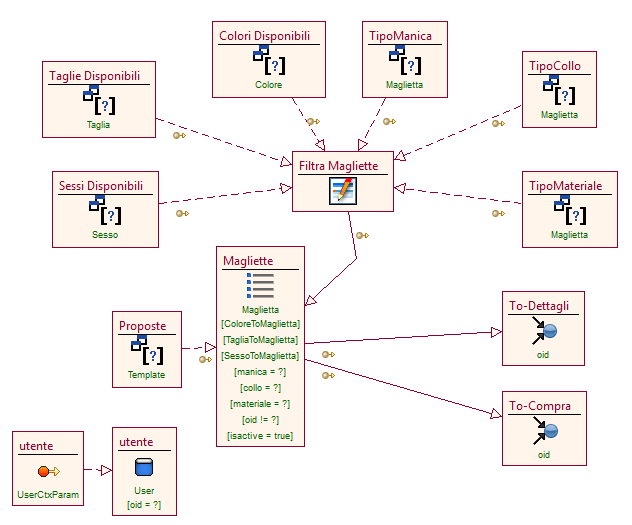 Colori Disponibili
[?]
Colore
TipoManica
[?]
Maglietta
TipoCollo
[?]
Maglietta
Taglie Disponibili
[?]
Taglia
Filtra Magliette
Sessi Disponibili
[?]
Sesso
TipoMateriale
[?]
Maglietta
Magliette
Maglietta
[ColoreToMaglietta]
[TagliaToMaglietta]
[SessoToMaglietta]
[manica = ?]
[collo = ?]
[materiale = ?]
[oid != ?]
[isactive = true]
Proposte
[?]
Template
To-Dettagli
oid
To-Compra
oid
utente
UserCtxParam
utente
User
[oid = ?]